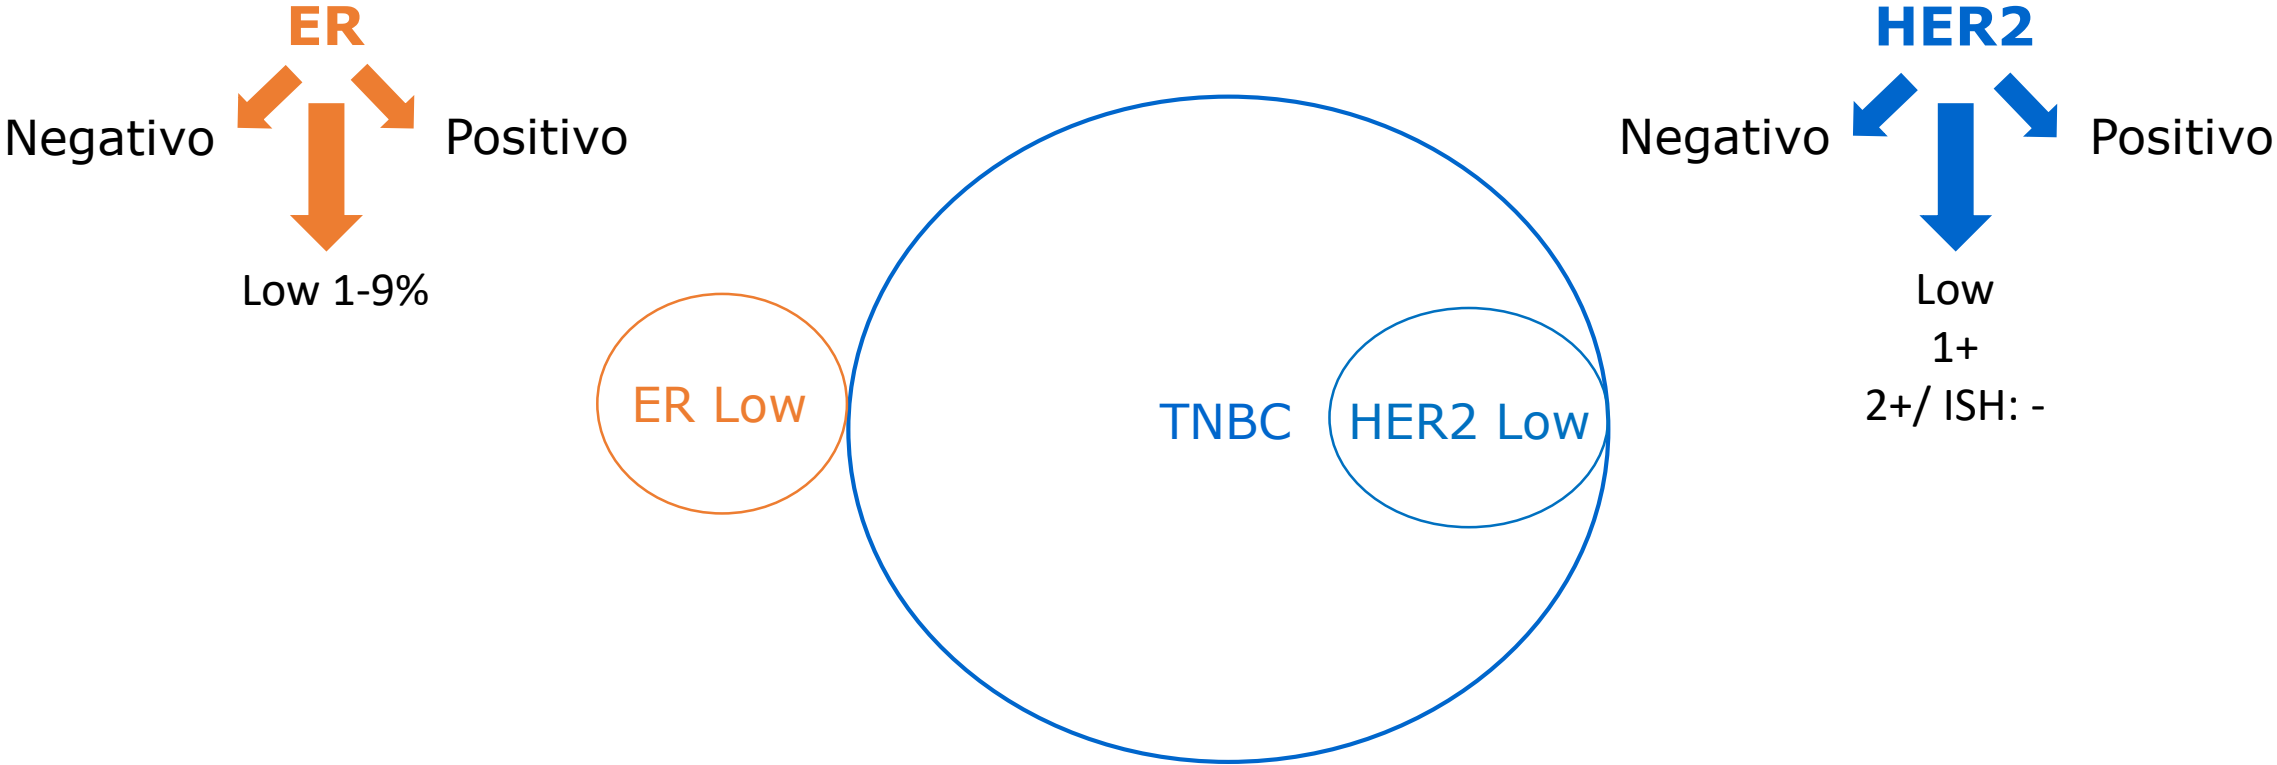 ER
Negativo
Positivo
Low 1-9%
ER Low
TNBC
HER2 Low
HER2
Negativo
Positivo
Low
1+
2+/ ISH: -